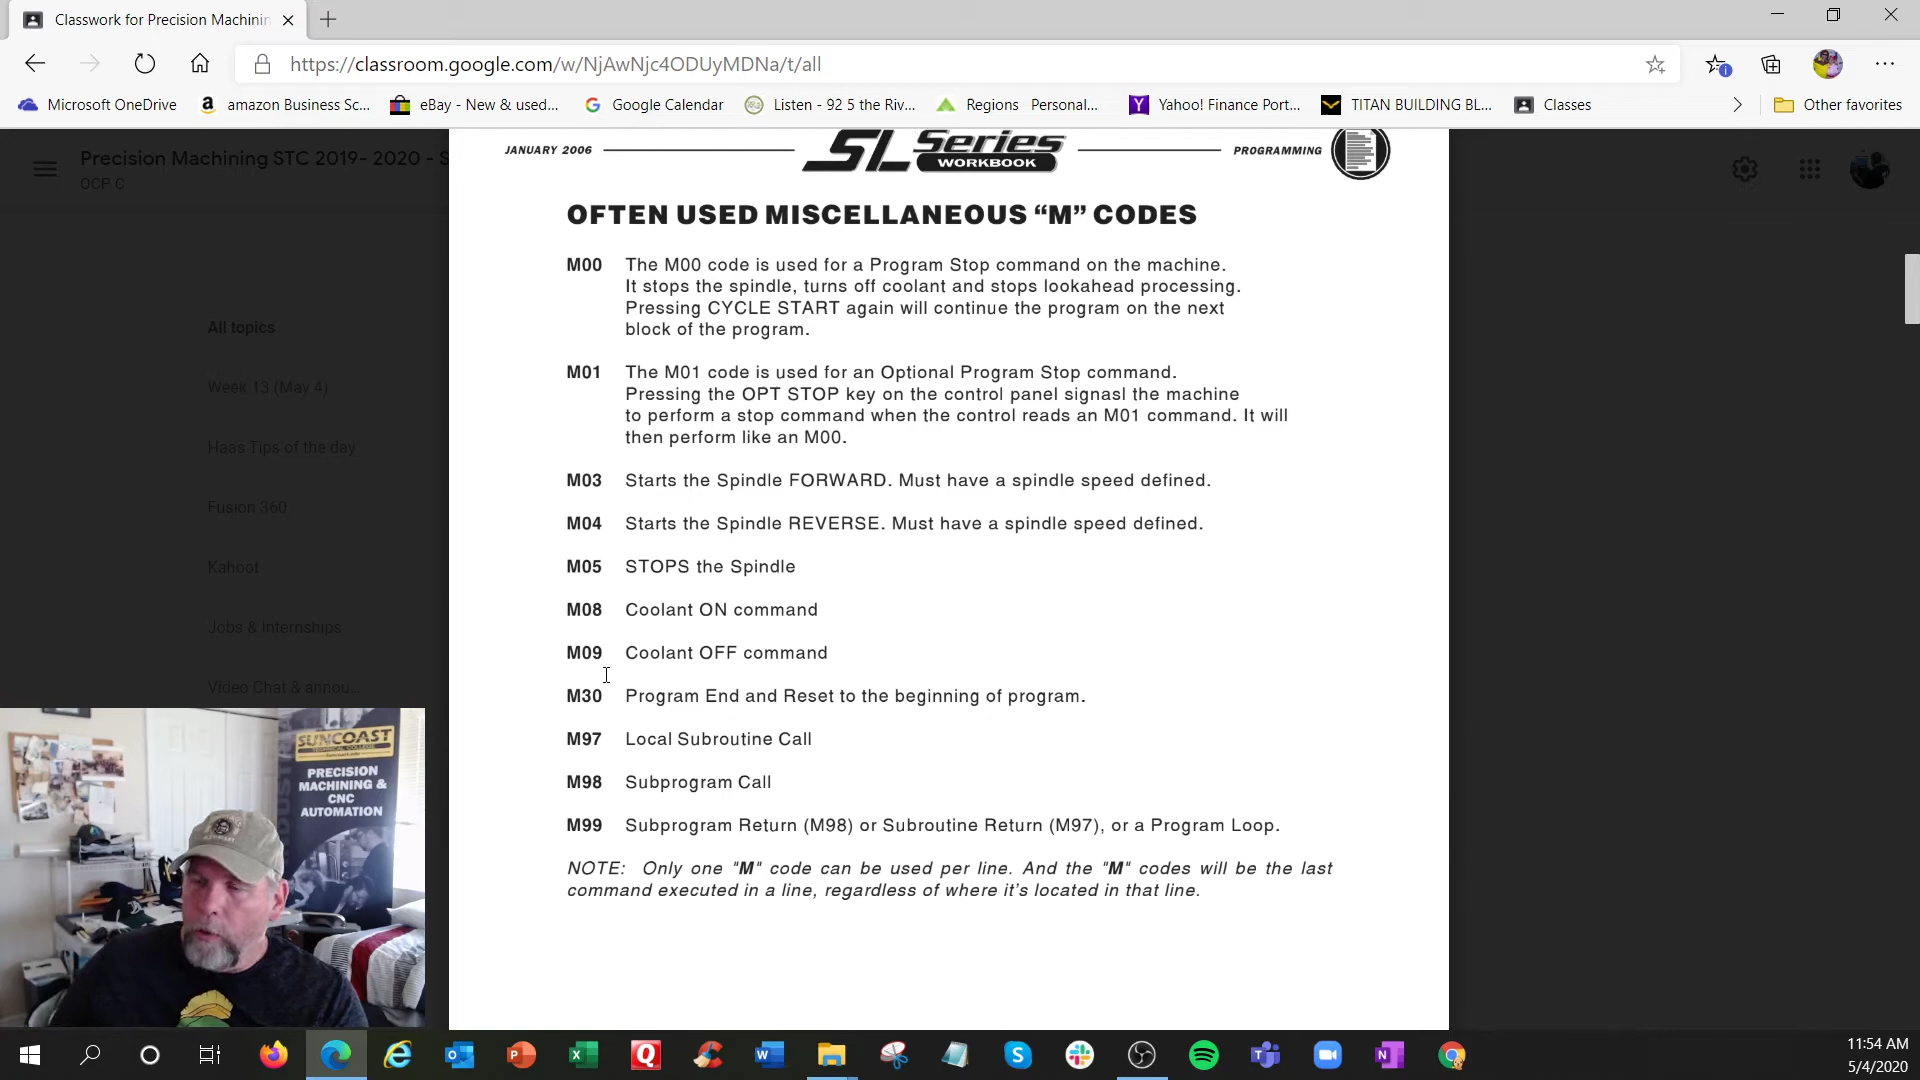 Classwork for Precision Machinin
https://classroom.google.com/w/NjAwNjc4ODUyMDNa/t/all
Microsoft OneDrive
amazon Business Sc...
eBay - New & used...
Google Calendar
Listen - 92 5 the Riv...
Regions Personal...
Yahoo! Finance Port...
TITAN BUILDING BL...
Classes
Other favorites
Precision Machining STC 2019- 2020 - S
OCP C
JANUARY 2006
SL Series
WORKBOOK
PROGRAMMING
OFTEN USED MISCELLANEOUS “M” CODES
M00 The M00 code is used for a Program Stop command on the machine.
It stops the spindle, turns off coolant and stops lookahead processing.
Pressing CYCLE START again will continue the program on the next
block of the program.
M01 The M01 code is used for an Optional Program Stop command.
Pressing the OPT STOP key on the control panel signasl the machine
to perform a stop command when the control reads an M01 command. It will
then perform like an M00.
M03 Starts the Spindle FORWARD. Must have a spindle speed defined.
M04 Starts the Spindle REVERSE. Must have a spindle speed defined.
M05 STOPS the Spindle
M08 Coolant ON command
M09 Coolant OFF command
M30 Program End and Reset to the beginning of program.
M97 Local Subroutine Call
M98 Subprogram Call
M99 Subprogram Return (M98) or Subroutine Return (M97), or a Program Loop.
NOTE: Only one "M" code can be used per line. And the "M" codes will be the last
command executed in a line, regardless of where it's located in that line.
All topics
Week 13 (May 4)
Haas Tips of the day
Fusion 360
Kahoot
Jobs & Internships
Video Chat & annou...
SUNCOAST
PRECISION
MACHINING &
CNC
AUTOMATION
11:54 AM
5/4/2020